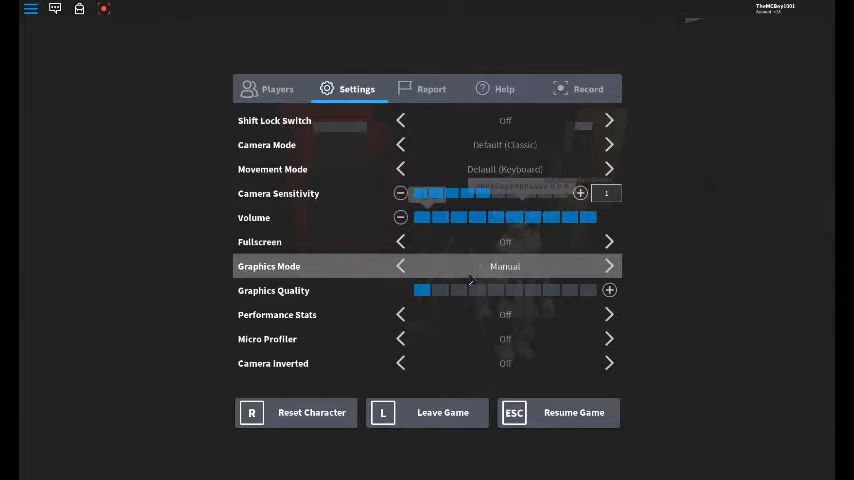 TheMCBoy1001
Players
Settings
Report
Help
Record
Shift Lock Switch Off
Camera Mode Default (Classic)
Movement Mode Default (Keyboard)
Camera Sensitivity 1
Volume
Fullscreen Off
Graphics Mode Manual
Graphics Quality
Performance Stats Off
Micro Profiler Off
Camera Inverted Off
R Reset Character
L Leave Game
ESC Resume Game